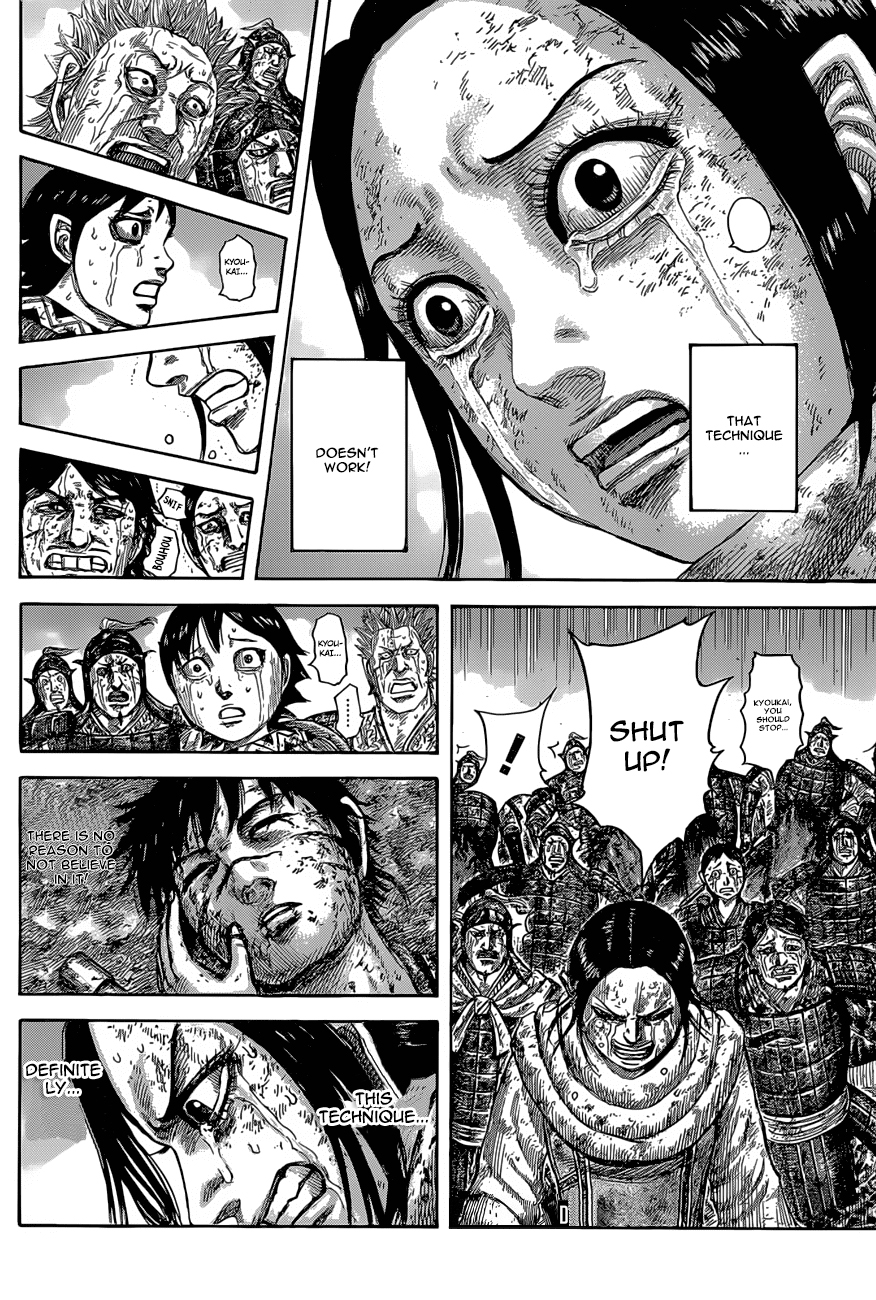 THAT
TECHNIQUE
...
DOESN'T
WORK!
KYOU-
KAI...
SNIF
BOUHOU
KYOUKAI, YOU
SHOULD
STOP...
SHUT
UP!
!
KYOU-
KAI...
......
THERE IS NO
REASON TO
NOT BELIEVE
IN IT!
THIS
TECHNIQUE...
DEFINITE
LY...